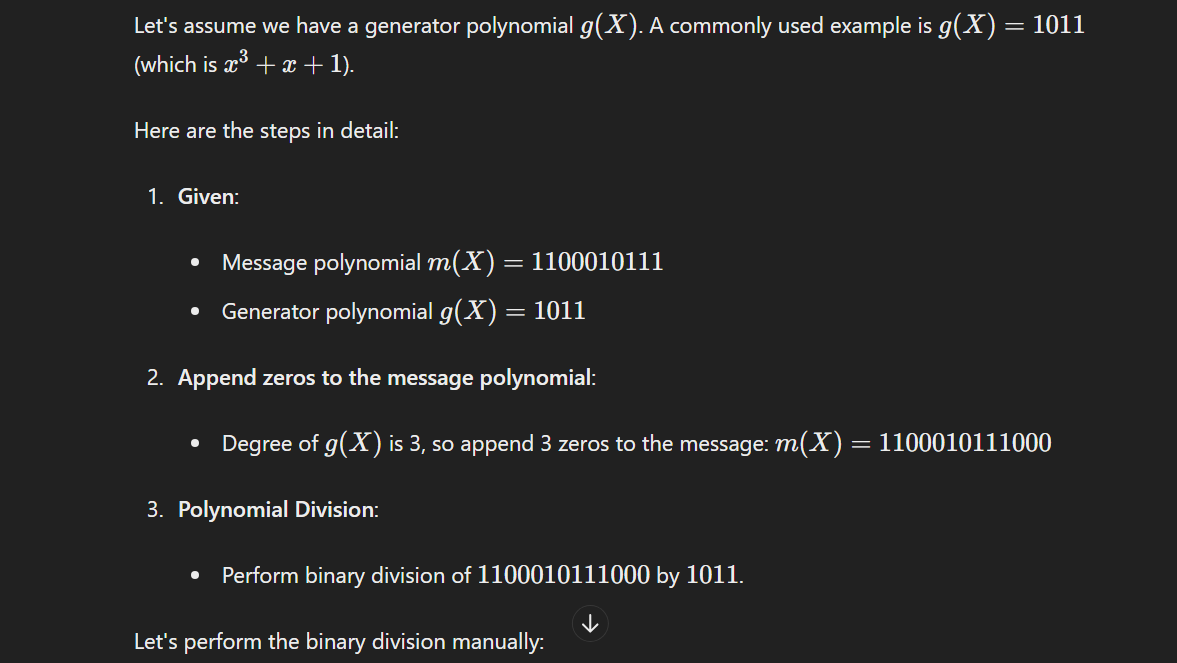 Let's assume we have a generator polynomial g(X). A commonly used example is g(X) = 1011
(which is x³ + x + 1).
Here are the steps in detail:
1. Given:
• Message polynomial m(X) = 1100010111
• Generator polynomial g(X) = 1011
2. Append zeros to the message polynomial:
• Degree of g(X) is 3, so append 3 zeros to the message: m(X) = 1100010111000
3. Polynomial Division:
• Perform binary division of 1100010111000 by 1011.
Let's perform the binary division manually: